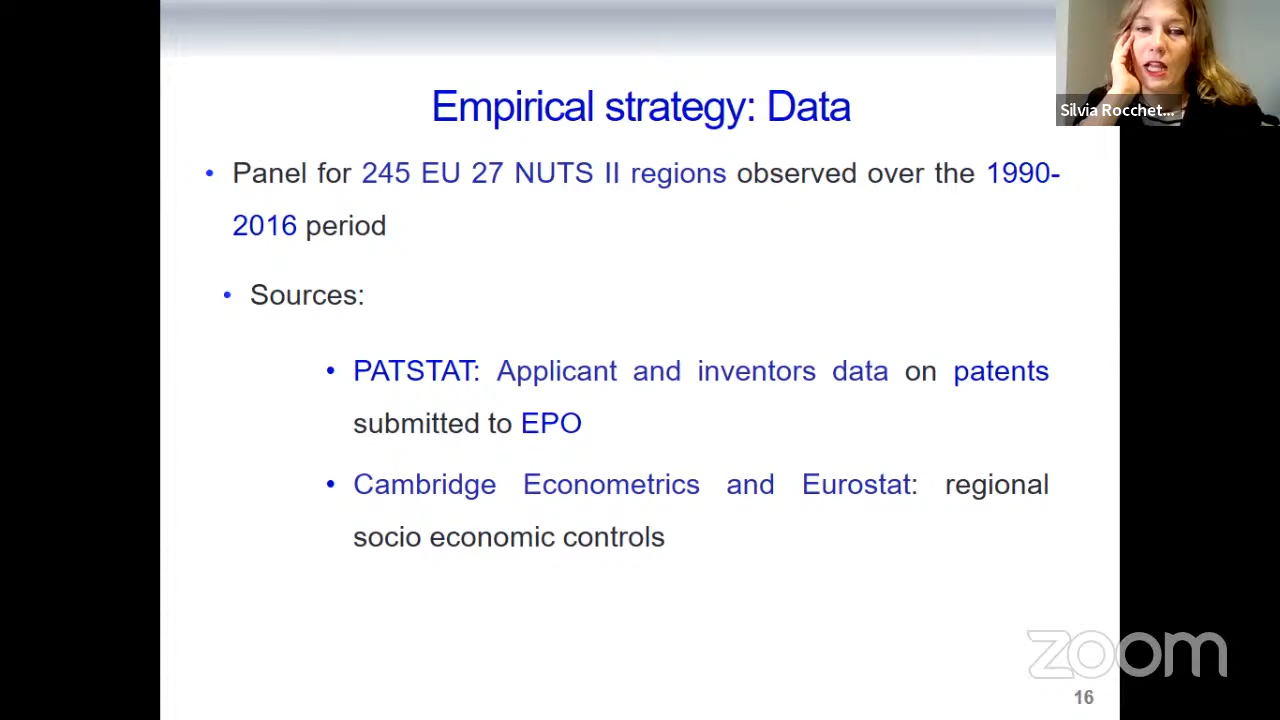 Empirical strategy: Data
Silvia Rocchet...
• Panel for 245 EU 27 NUTS II regions observed over the 1990-
2016 period
• Sources:
• PATSTAT: Applicant and inventors data on patents
submitted to EPO
• Cambridge Econometrics and Eurostat: regional
socio economic controls
zoom
16